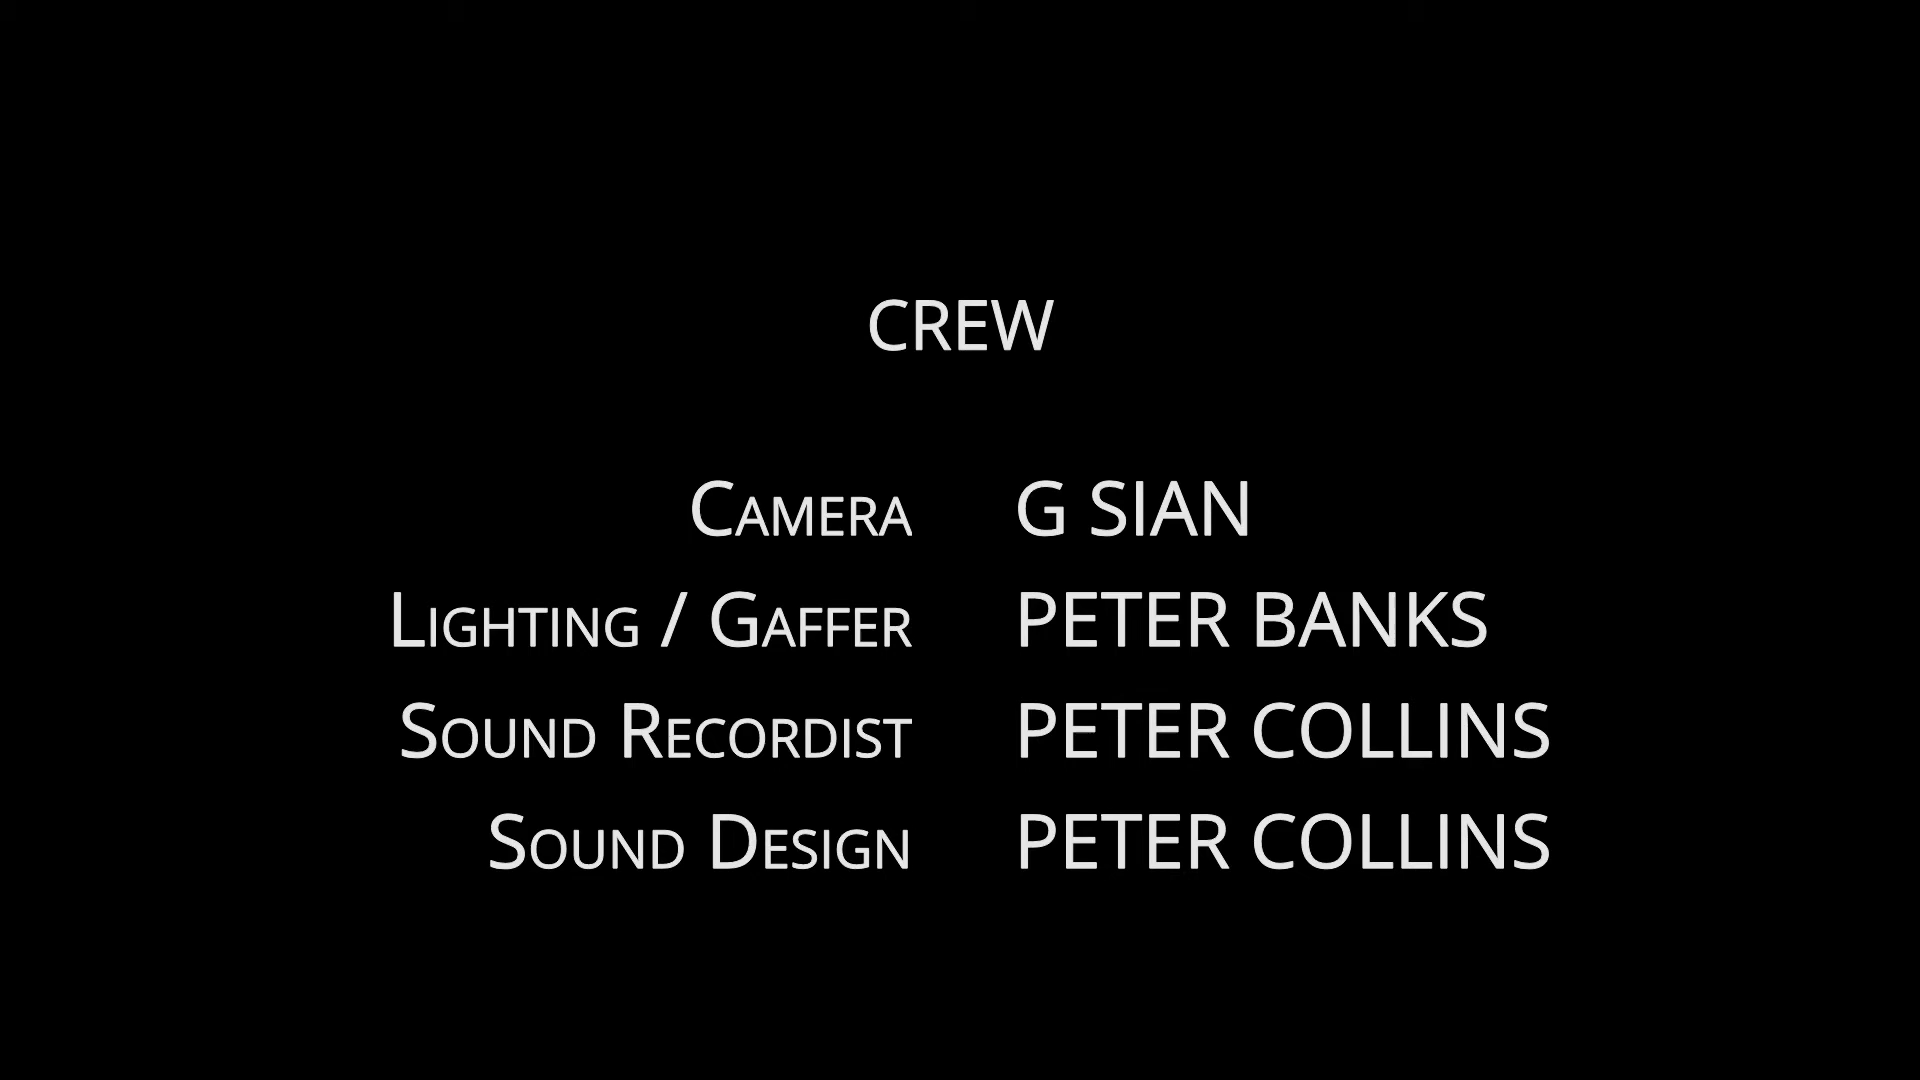 CREW
Camera G SIAN
Lighting / Gaffer PETER BANKS
Sound Recordist PETER COLLINS
Sound Design PETER COLLINS